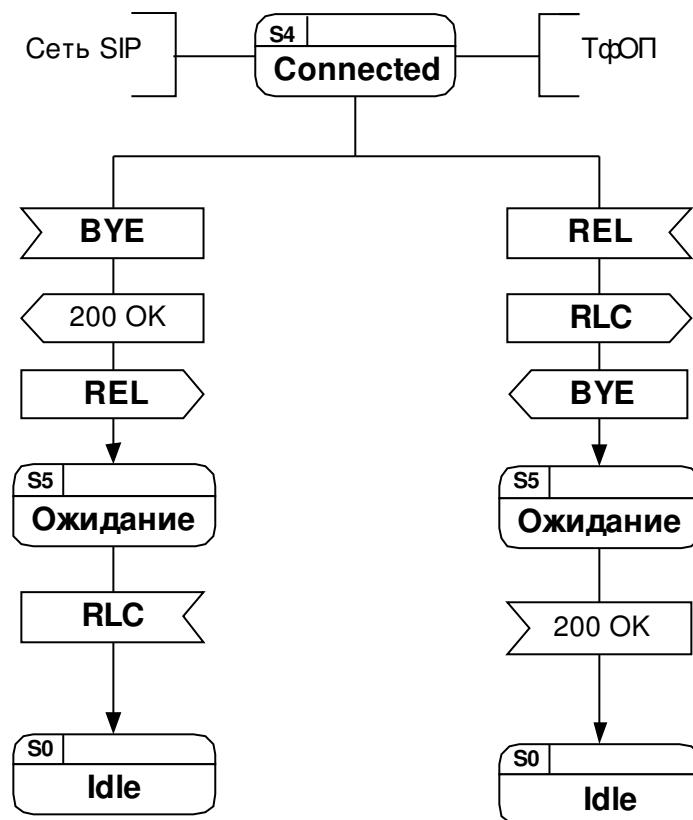 Сеть SIP
S4
Connected
ТфОП
BYE
REL
200 OK
RLC
REL
BYE
S5
Ожидание
S5
Ожидание
RLC
200 OK
S0
Idle
S0
Idle